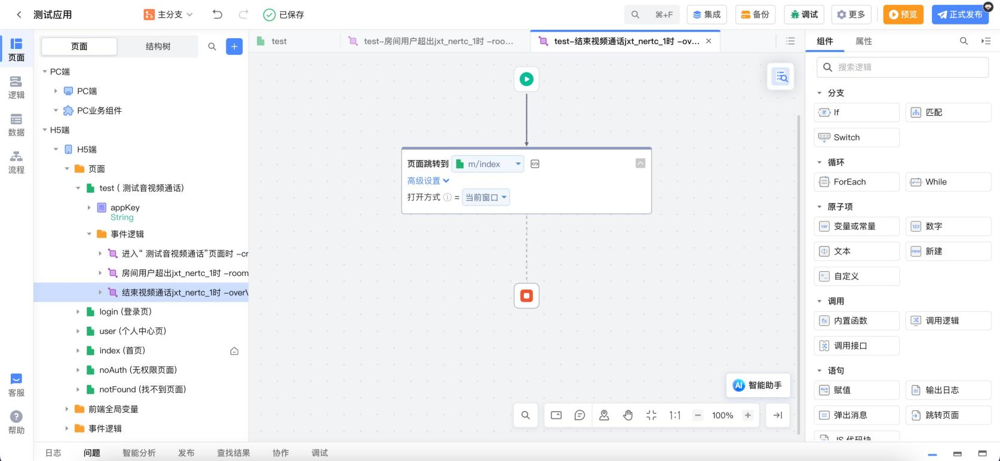 测试应用
主分支
已保存
⌘+F
集成
备份
调试
更多
预览
正式发布
页面
逻辑
数据
流程
客服
帮助
页面
结构树
PC端
PC端
PC业务组件
H5端
H5端
页面
test ( 测试音视频通话)
appKey
String
事件逻辑
进入“ 测试音视频通话”页面时 –cr
房间用户超出jxt_nertc_1时 –room
结束视频通话jxt_nertc_1时 –over
login (登录页)
user (个人中心页)
index (首页)
noAuth (无权限页面)
notFound (找不到页面)
前端全局变量
事件逻辑
test
test-房间用户超出jxt_nertc_1时 -roo...
test-结束视频通话jxt_nertc_1时 -ov...
页面跳转到
m/index
高级设置
打开方式 = 当前窗口
AI 智能助手
1:1
100%
组件
属性
搜索逻辑
分支
If
匹配
Switch
循环
ForEach
While
原子项
var 变量或常量
123 数字
文本
new 新建
自定义
调用
fx 内置函数
调用逻辑
调用接口
语句
赋值
输出日志
弹出消息
跳转页面
JS 代码块
日志
问题
智能分析
发布
查找结果
协作
调试